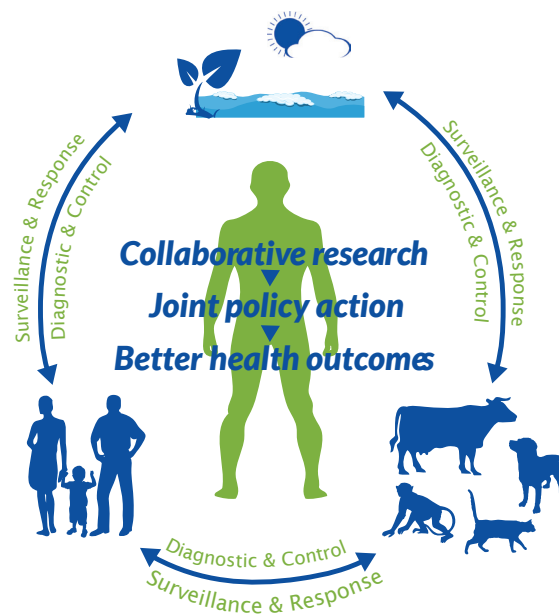 Surveillance & Response
Diagnostic & Control
Surveillance & Response
Diagnostic & Control
Collaborative research
Joint policy action
Better health outcomes
Diagnostic & Control
Surveillance & Response